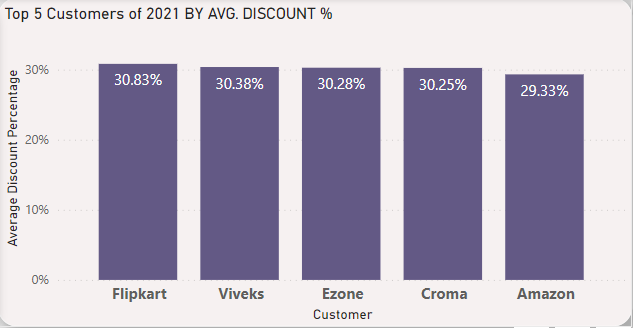 Top 5 Customers of 2021 BY AVG. DISCOUNT %
Average Discount Percentage
30%
20%
10%
0%
30.83% 30.38% 30.28% 30.25% 29.33%
Flipkart Viveks Ezone Croma Amazon
Customer